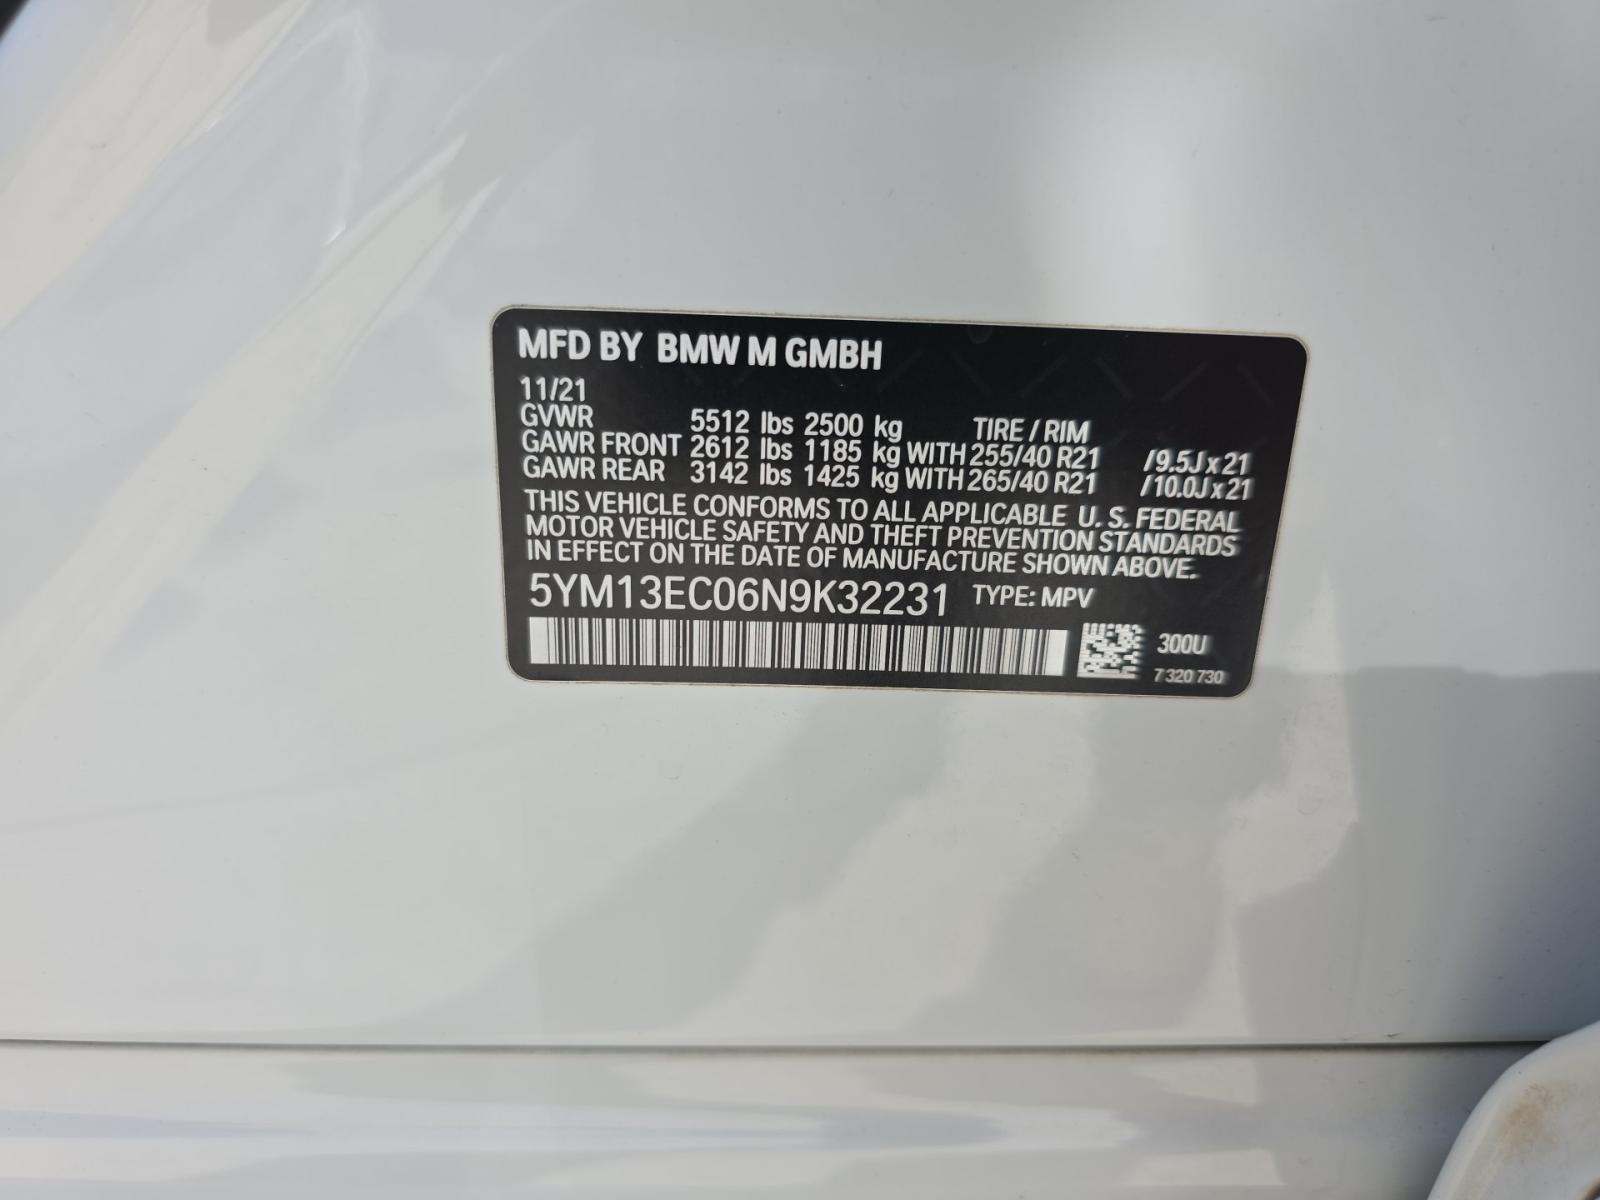 MFD BY BMW M GMBH
11/21
GVWR 5512 lbs 2500 kg TIRE / RIM
GAWR FRONT 2612 lbs 1185 kg WITH 255/40 R21 /9.5J x 21
GAWR REAR 3142 lbs 1425 kg WITH 265/40 R21 /10.0J x 21
THIS VEHICLE CONFORMS TO ALL APPLICABLE U. S. FEDERAL
MOTOR VEHICLE SAFETY AND THEFT PREVENTION STANDARDS
IN EFFECT ON THE DATE OF MANUFACTURE SHOWN ABOVE.
5YM13EC06N9K32231 TYPE: MPV
300U
7 320 730